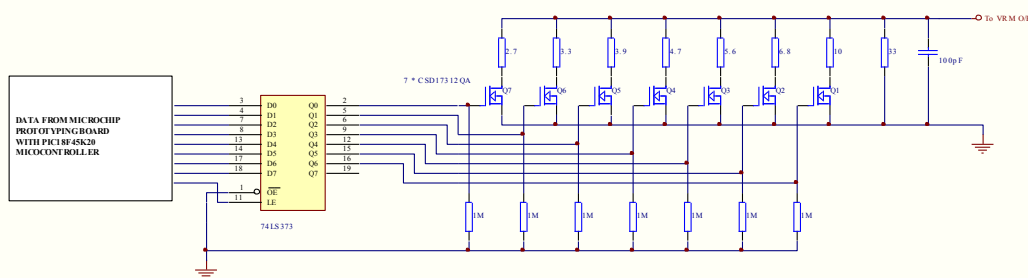 To VRM O/P
2.7 3.3 3.9 4.7 5.6 6.8 10 33
100pF
7 * CSD17312QA
Q7 Q6 Q5 Q4 Q3 Q2 Q1
DATA FROM MICROCHIP
PROTYPING BOARD
WITH PIC18F45K20
MICOCONTROLLER
3 D0 Q0 2
4 D1 Q1 5
7 D2 Q2 6
8 D3 Q3 9
13 D4 Q4 12
14 D5 Q5 15
17 D6 Q6 16
18 D7 Q7 19
1 OE
11 LE
74LS373
1M 1M 1M 1M 1M 1M 1M